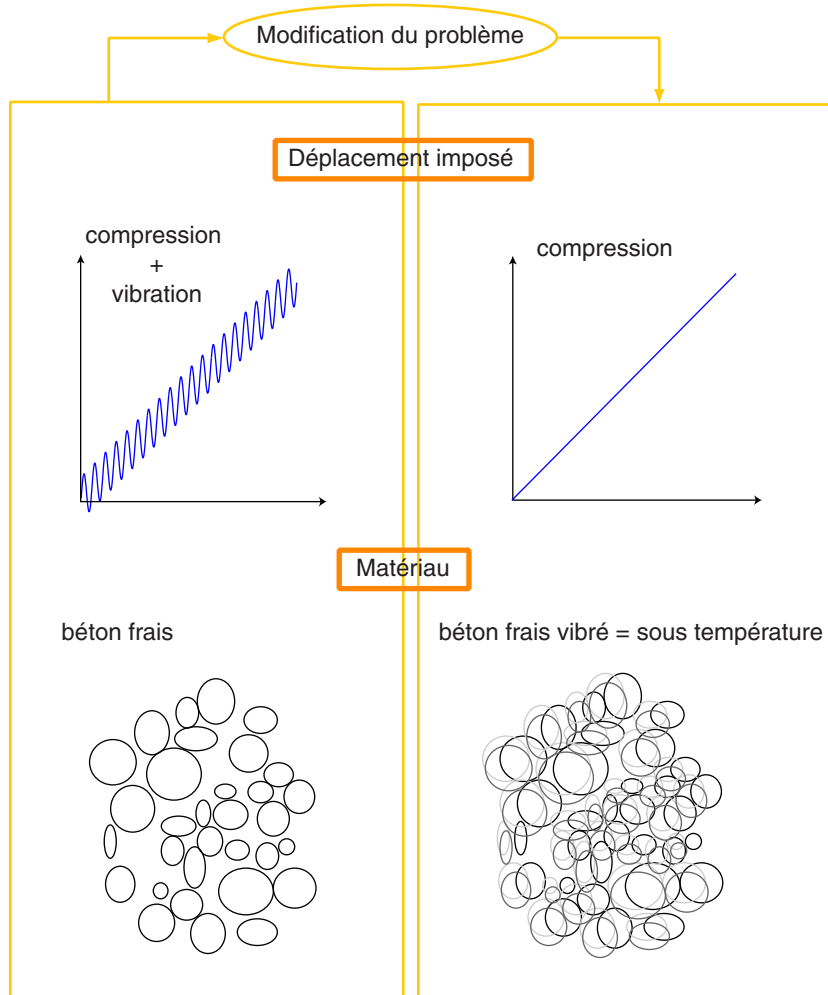 Modification du problème
Déplacement imposé
compression
+
vibration
compression
Matériau
béton frais
béton frais vibré = sous température